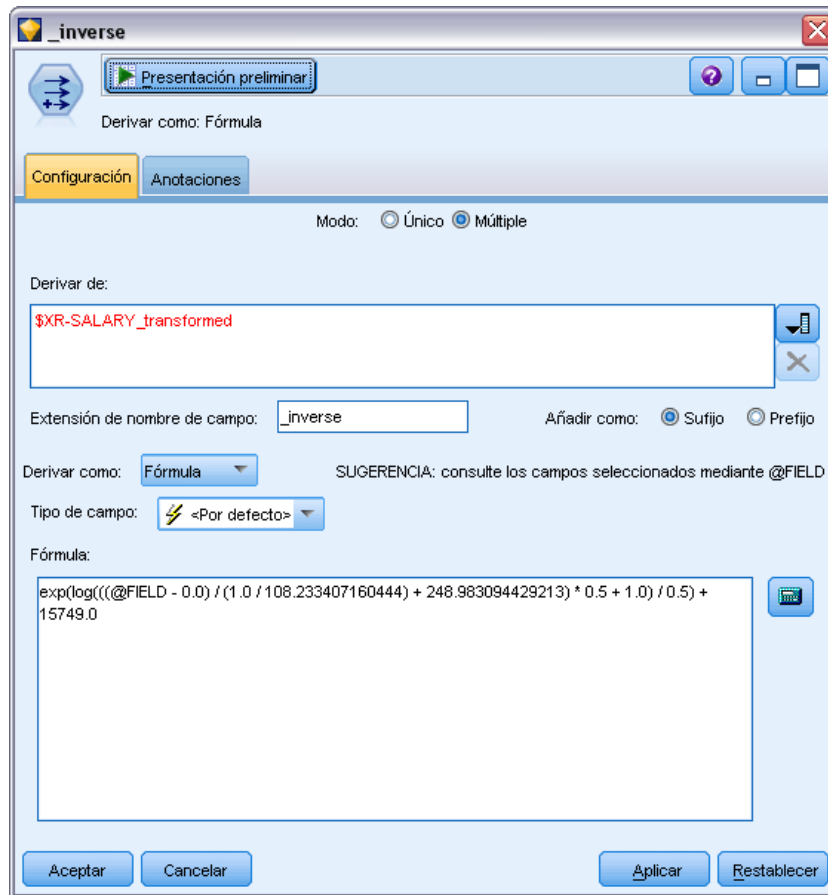 _inverse
Presentación preliminar
Derivar como: Fórmula
Configuración Anotaciones
Modo: Único Múltiple
Derivar de:
$XR-SALARY_transformed
Extensión de nombre de campo: _inverse Añadir como: Sufijo Prefijo
Derivar como: Fórmula SUGERENCIA: consulte los campos seleccionados mediante @FIELD
Tipo de campo: <Por defecto>
Fórmula:
exp(log(((@FIELD - 0.0) / (1.0 / 108.233407160444) + 248.983094429213) * 0.5 + 1.0) / 0.5) +
15749.0
Aceptar Cancelar Aplicar Restablecer